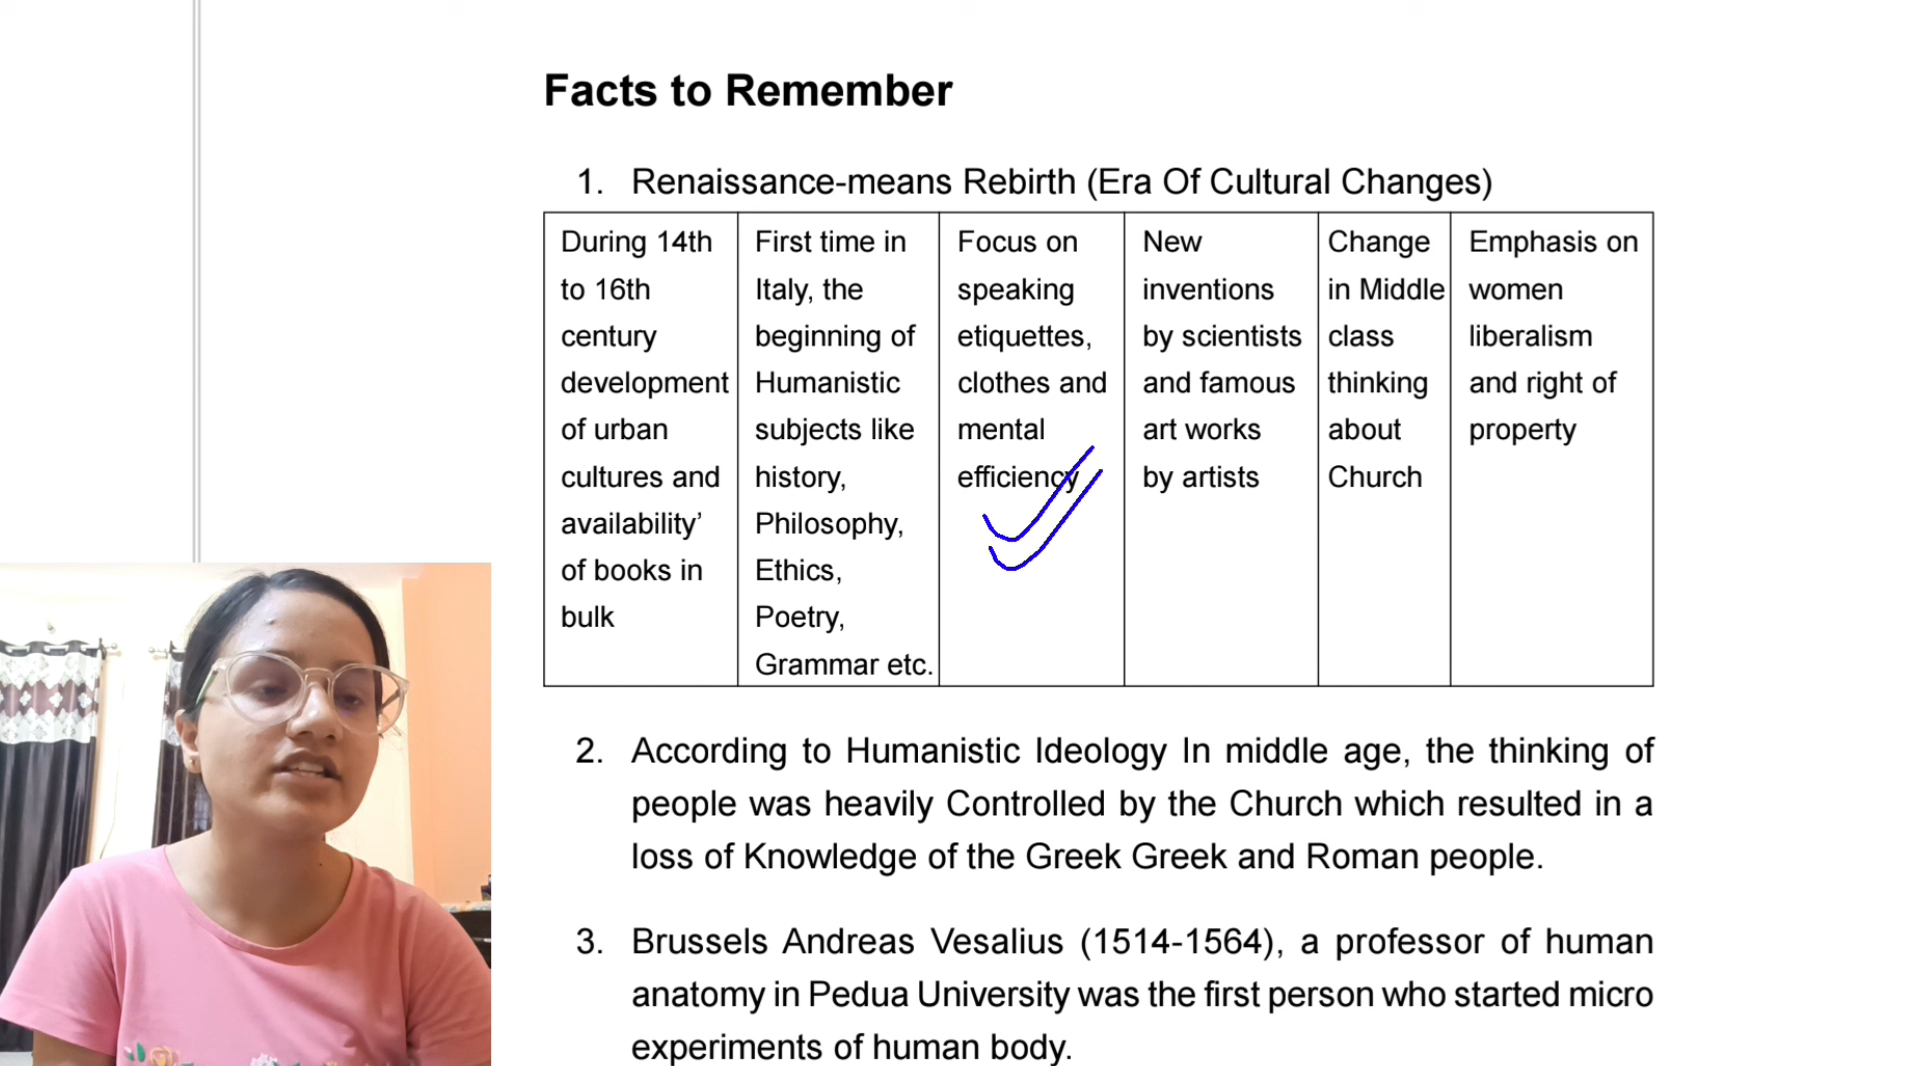 Facts to Remember
1. Renaissance-means Rebirth (Era Of Cultural Changes)
During 14th
to 16th
century
development
of urban
cultures and
availability’
of books in
bulk
First time in
Italy, the
beginning of
Humanistic
subjects like
history,
Philosophy,
Ethics,
Poetry,
Grammar etc.
Focus on
speaking
etiquettes,
clothes and
mental
efficiency
New
inventions
by scientists
and famous
art works
by artists
Change
in Middle
class
thinking
about
Church
Emphasis on
women
liberalism
and right of
property
2. According to Humanistic Ideology In middle age, the thinking of
people was heavily Controlled by the Church which resulted in a
loss of Knowledge of the Greek Greek and Roman people.
3. Brussels Andreas Vesalius (1514-1564), a professor of human
anatomy in Pedua University was the first person who started micro
experiments of human body.